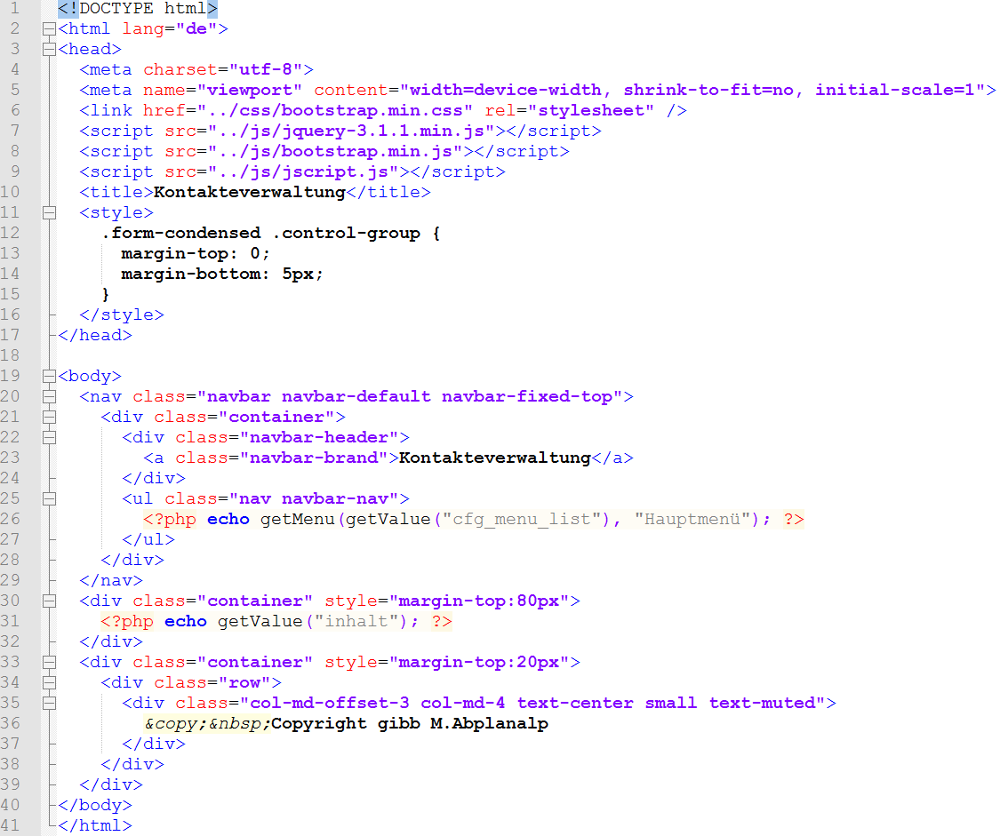 1 <!DOCTYPE html>
2 <html lang="de">
3 <head>
4   <meta charset="utf-8">
5   <meta name="viewport" content="width=device-width, shrink-to-fit=no, initial-scale=1">
6   <link href="../css/bootstrap.min.css" rel="stylesheet" />
7   <script src="../js/jquery-3.1.1.min.js"></script>
8   <script src="../js/bootstrap.min.js"></script>
9   <script src="../js/jscript.js"></script>
10   <title>Kontakteverwaltung</title>
11   <style>
12     .form-condensed .control-group {
13       margin-top: 0;
14       margin-bottom: 5px;
15     }
16   </style>
17 </head>
18
19 <body>
20   <nav class="navbar navbar-default navbar-fixed-top">
21     <div class="container">
22       <div class="navbar-header">
23         <a class="navbar-brand">Kontakteverwaltung</a>
24       </div>
25       <ul class="nav navbar-nav">
26         <?php echo getMenu(getValue("cfg_menu_list"), "Hauptmenü"); ?>
27       </ul>
28     </div>
29   </nav>
30   <div class="container" style="margin-top:80px">
31     <?php echo getValue("inhalt"); ?>
32   </div>
33   <div class="container" style="margin-top:20px">
34     <div class="row">
35       <div class="col-md-offset-3 col-md-4 text-center small text-muted">
36         &copy;&nbsp;Copyright gibb M.Abplanalp
37       </div>
38     </div>
39   </div>
40 </body>
41 </html>